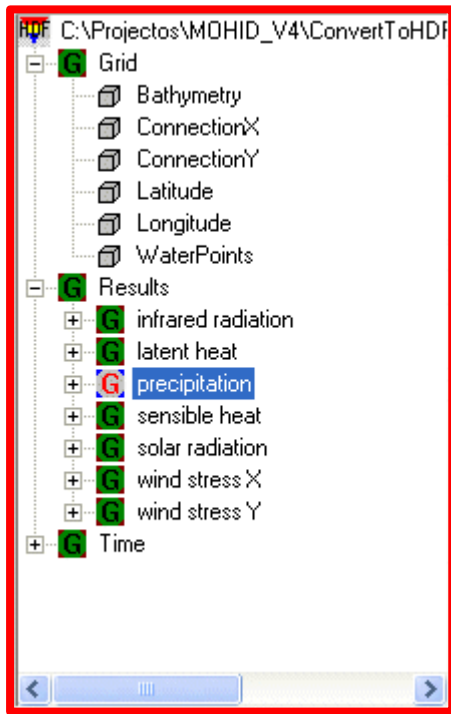 HDF C:\Projectos\MOHID_V4\ConvertToHDF
G Grid
Bathymetry
ConnectionX
ConnectionY
Latitude
Longitude
WaterPoints
G Results
G infrared radiation
G latent heat
G precipitation
G sensible heat
G solar radiation
G wind stress X
G wind stress Y
G Time